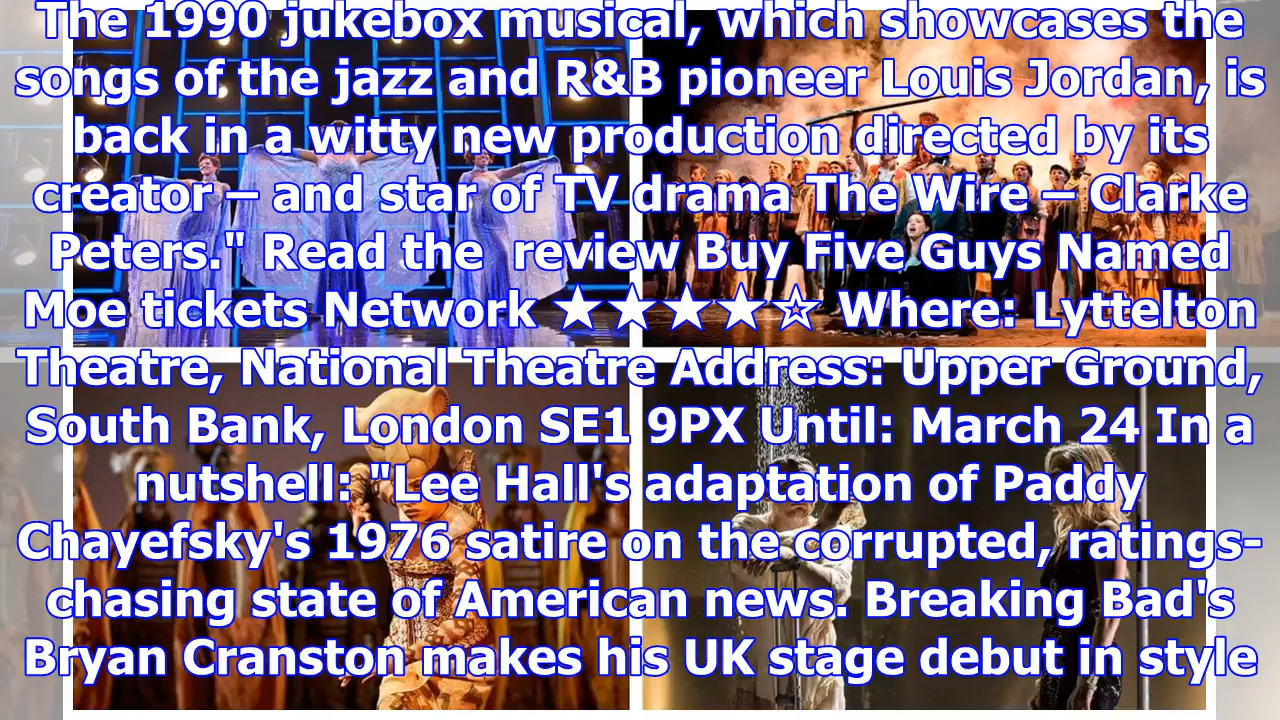 The 1990 jukebox musical, which showcases the
songs of the jazz and R&B pioneer Louis Jordan, is
back in a witty new production directed by its
creator – and star of TV drama The Wire – Clarke
Peters." Read the  review Buy Five Guys Named
Moe tickets Network ★★★★☆ Where: Lyttelton
Theatre, National Theatre Address: Upper Ground,
South Bank, London SE1 9PX Until: March 24 In a
nutshell: "Lee Hall's adaptation of Paddy
Chayefsky's 1976 satire on the corrupted, ratings-
chasing state of American news. Breaking Bad's
Bryan Cranston makes his UK stage debut in style